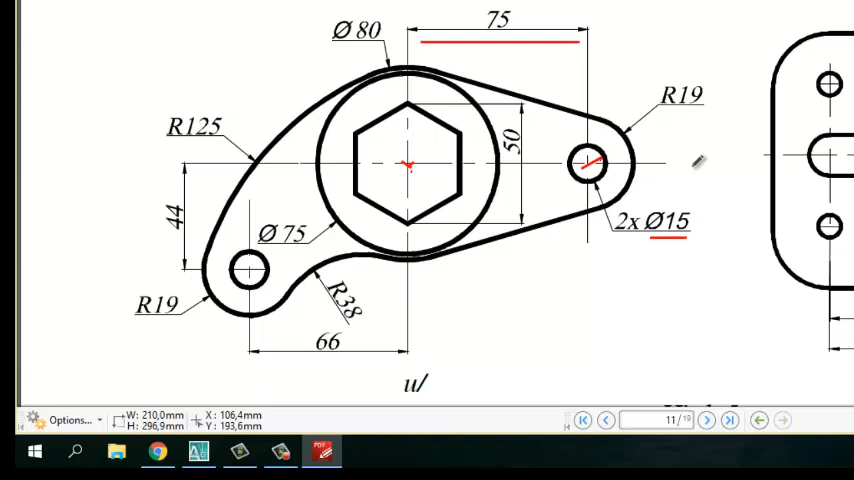 75
Ø 80
R19
R125
50
44
2x Ø15
Ø 75
R38
R19
66
u/
Options...
W: 210,0mm
H: 296,9mm
X: 106,4mm
Y: 193,6mm
11/19
PDF